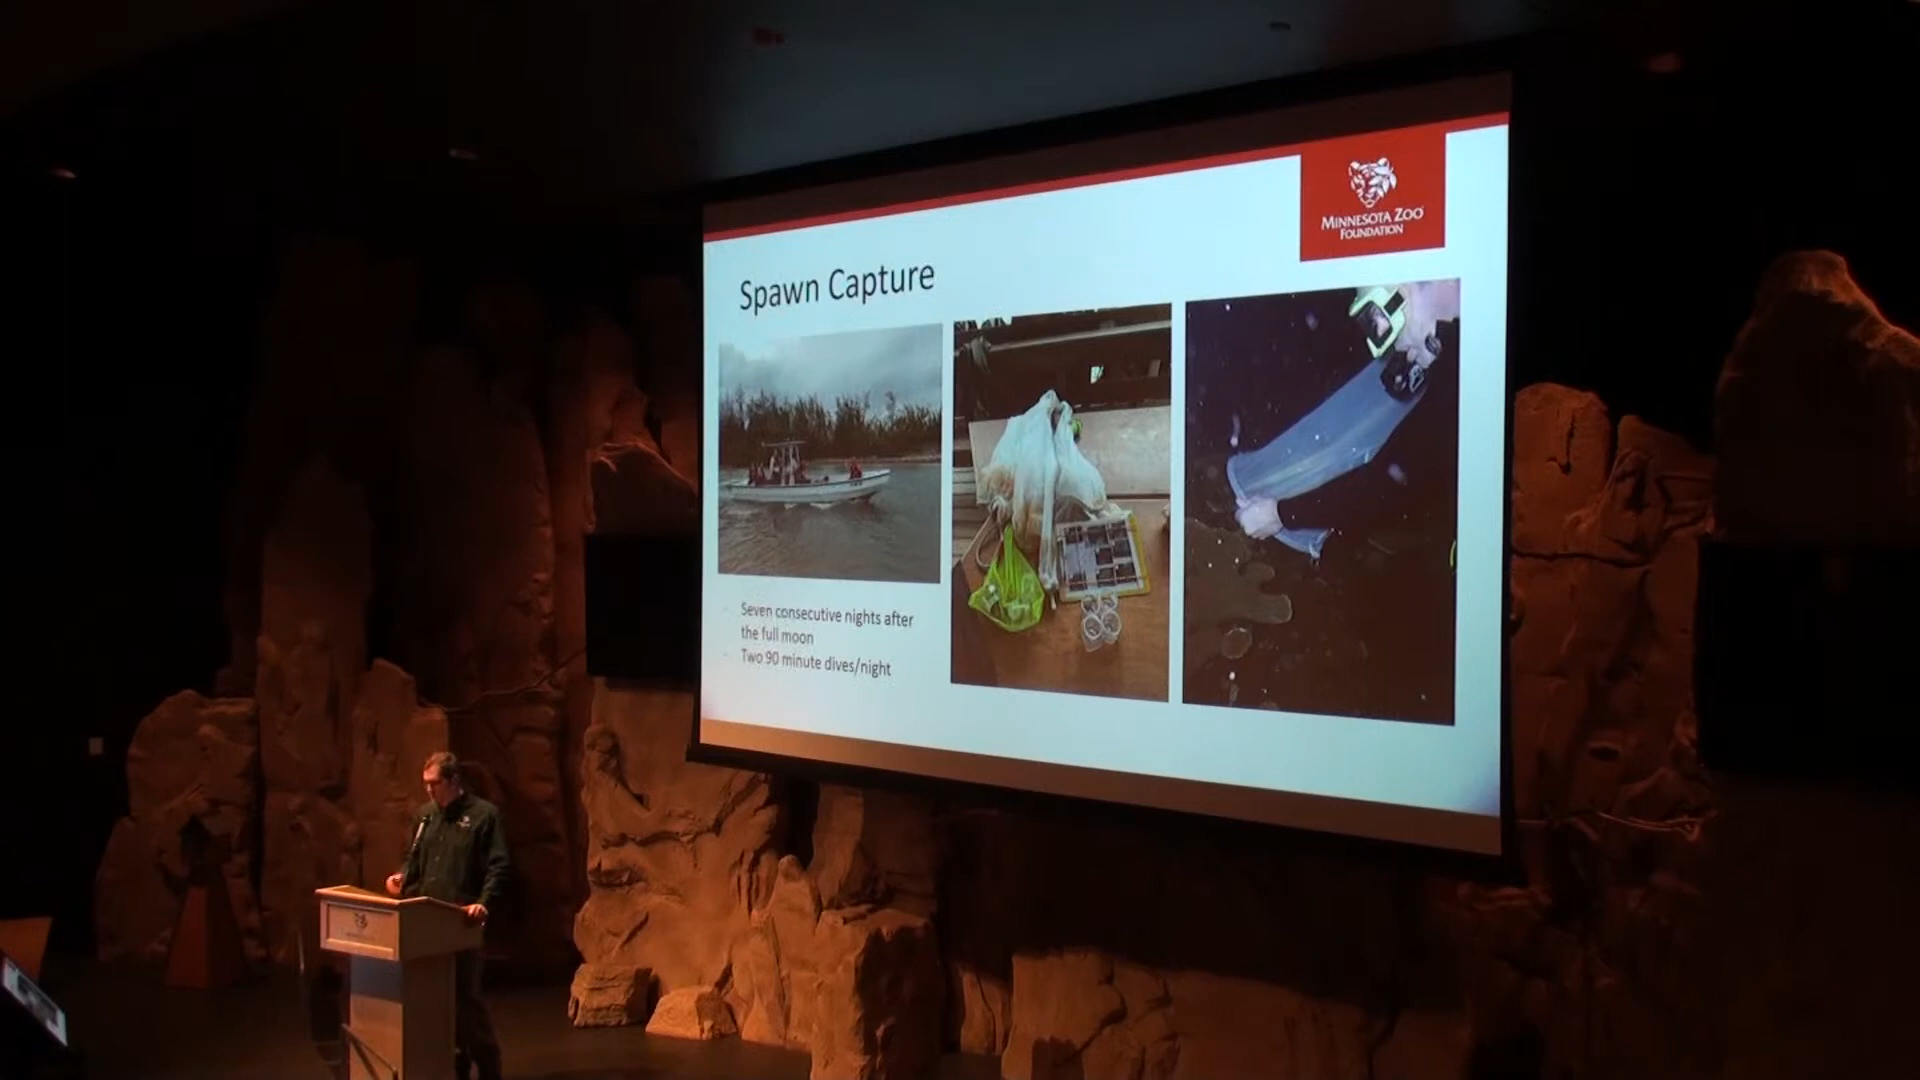 MINNESOTA ZOO
FOUNDATION
Spawn Capture
Seven consecutive nights after
the full moon
Two 90 minute dives/night